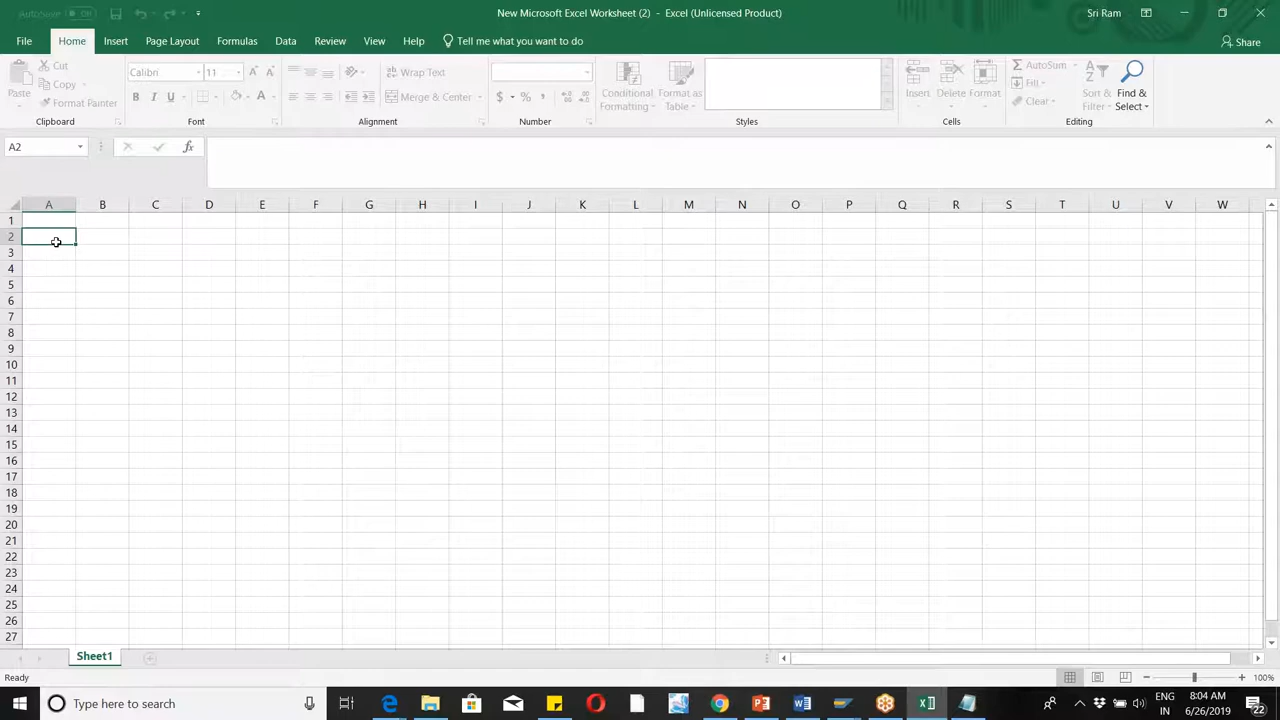 AutoSave Off New Microsoft Excel Worksheet (2) - Excel (Unlicensed Product) Sri Ram
File Home Insert Page Layout Formulas Data Review View Help Tell me what you want to do Share
Paste Cut Copy Format Painter
Calibri 11
B I U A
Wrap Text
Merge & Center
$ % ,
Conditional Formatting Format as Table
Insert Delete Format
AutoSum Fill Clear
Sort & Filter Find & Select
Clipboard Font Alignment Number Styles Cells Editing
A2 fx
A B C D E F G H I J K L M N O P Q R S T U V W
1
2
3
4
5
6
7
8
9
10
11
12
13
14
15
16
17
18
19
20
21
22
23
24
25
26
27
Sheet1
Ready 100%
Type here to search ENG 8:04 AM
IN 6/26/2019 22